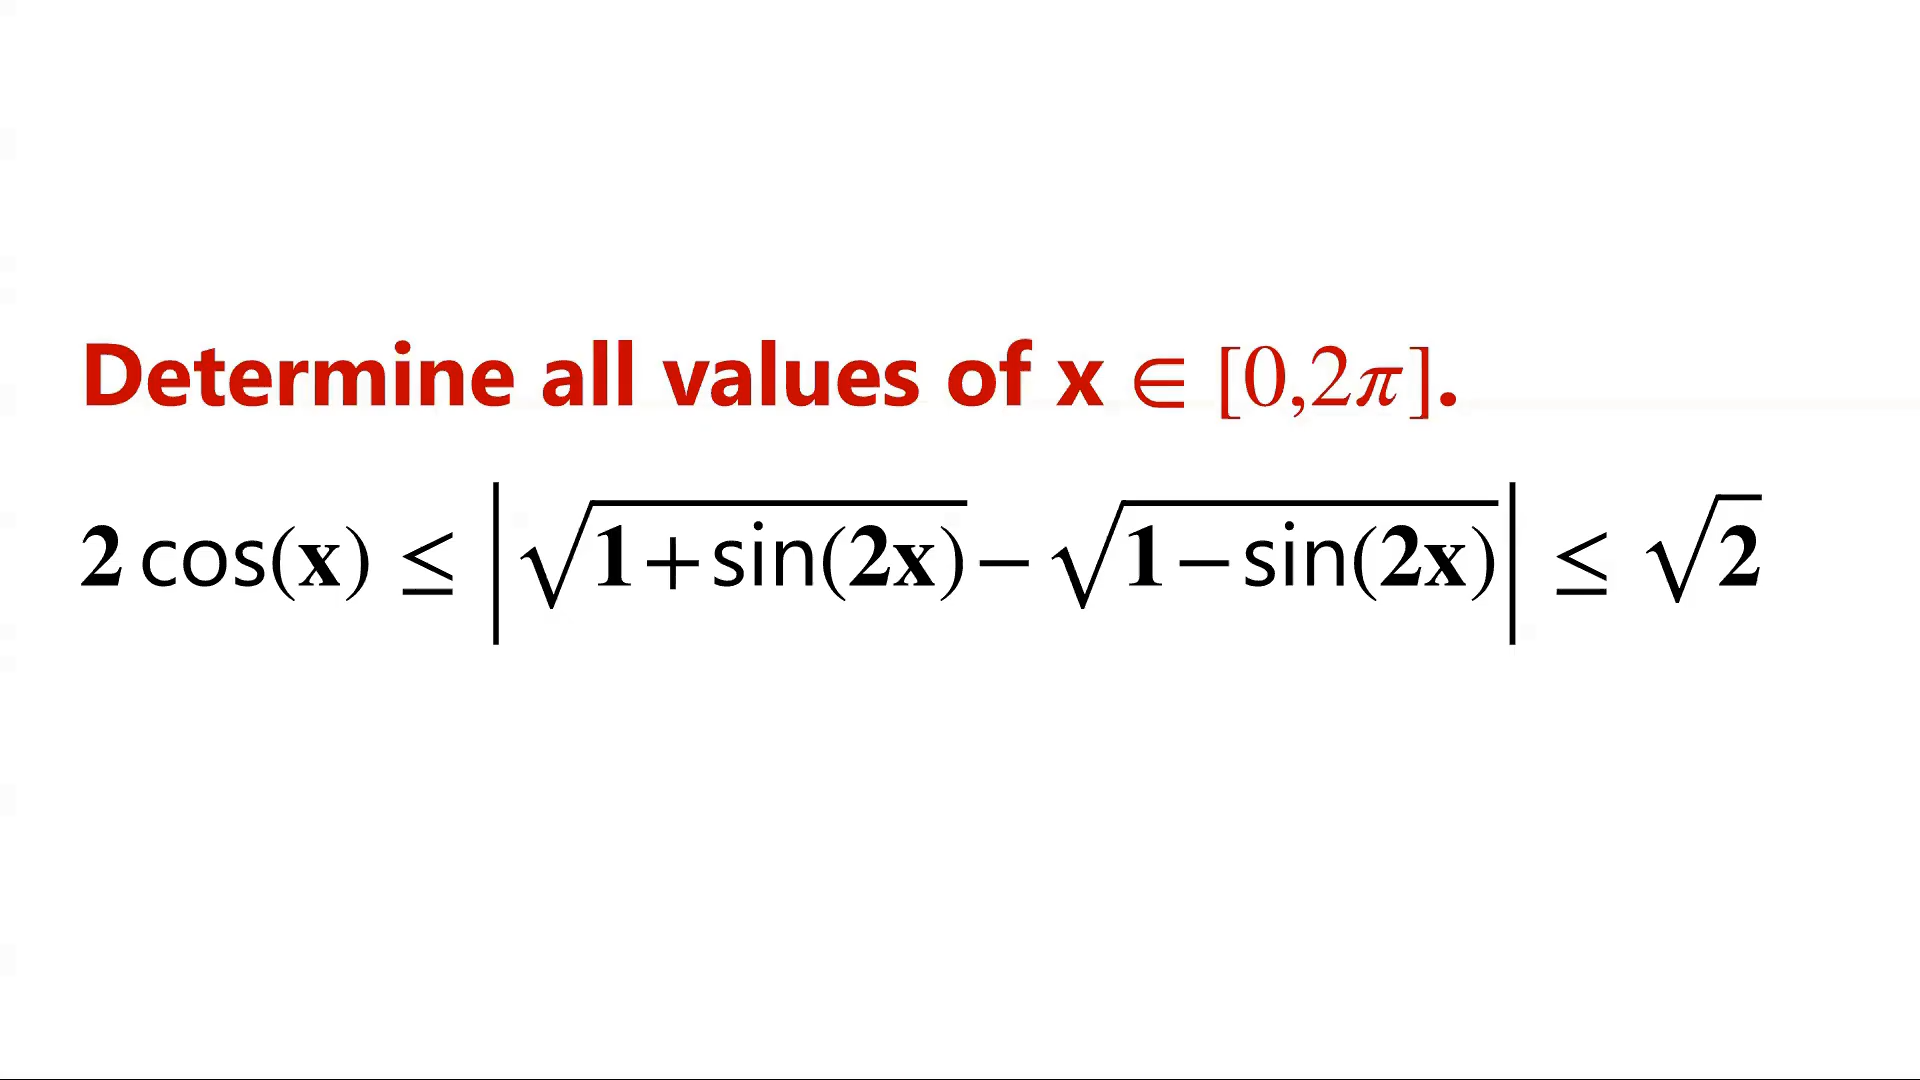 Determine all values of x ∈ [0,2π].
2 cos(x) ≤ |√(1+sin(2x)) − √(1−sin(2x))| ≤ √2